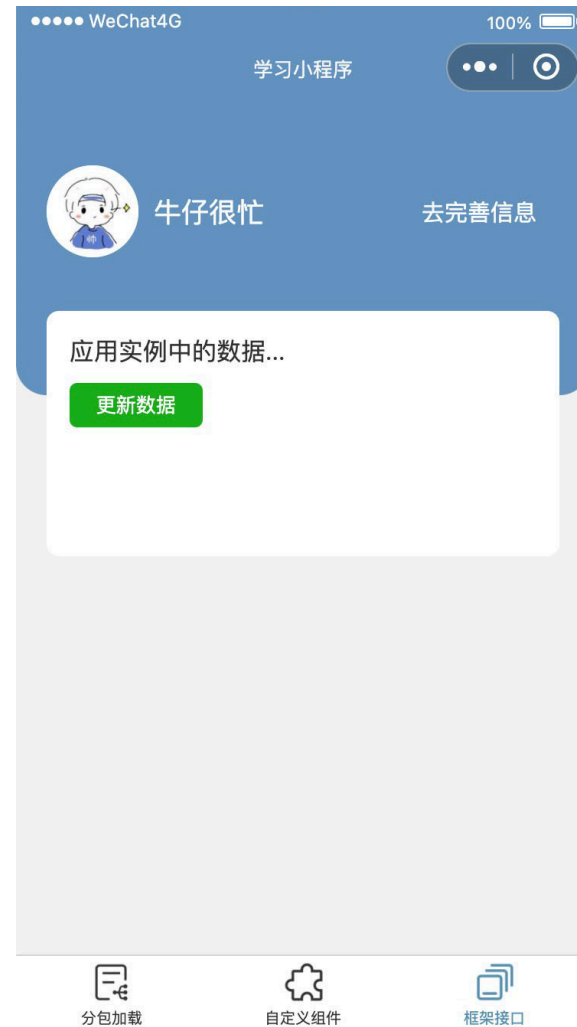 WeChat4G 100%
学习小程序
牛仔很忙 去完善信息
应用实例中的数据...
更新数据
分包加载 自定义组件 框架接口